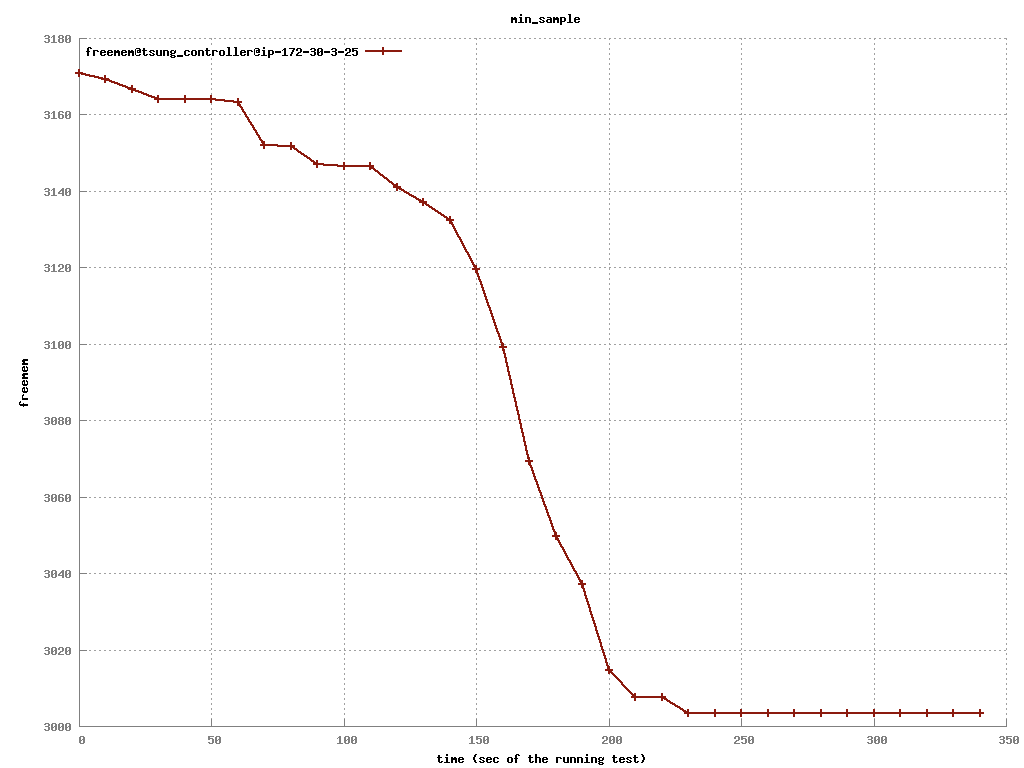 min_sample
freemem@tsung_controller@ip-172-30-3-25
3180
3160
3140
3120
3100
3080
3060
3040
3020
3000
freemem
0 50 100 150 200 250 300 350
time (sec of the running test)